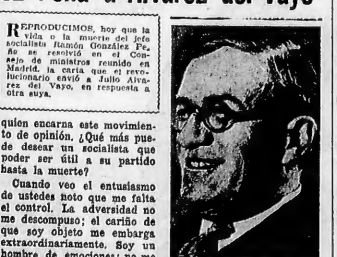 Peña a Alvarez del Vayo
REPRODUCIMOS, hoy que la
vida o la muerte del jefe
socialista Ramón González Pe-
ña se resolvió en el Con-
sejo de ministros reunido en
Madrid, la carta que el revo-
lucionario envió a Julio Alva-
rez del Vayo, en respuesta a
otra suya.
quien encarna este movimien-
to de opinión. ¿Qué más pue-
de desear un socialista que
poder ser útil a su partido
hasta la muerte?
Cuando veo el entusiasmo
de ustedes noto que me falta
el control. La adversidad no
me descompuso; el cariño de
que soy objeto me embarga
extraordinariamente. Soy un
hombre de emociones; no me